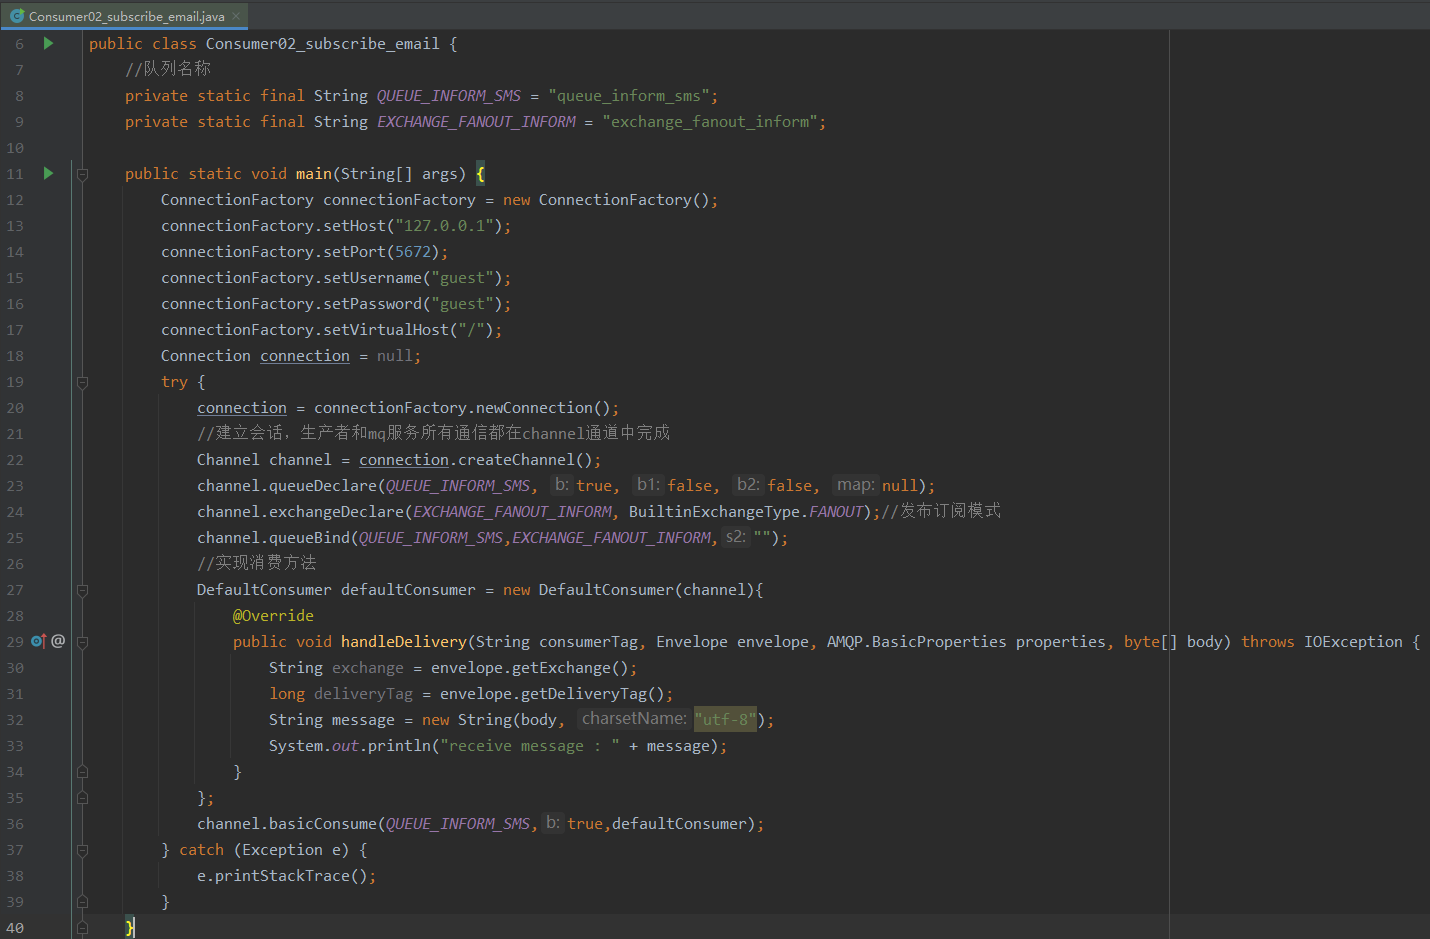 Consumer02_subscribe_email.java ×
6 public class Consumer02_subscribe_email {
7 //队列名称
8 private static final String QUEUE_INFORM_SMS = "queue_inform_sms";
9 private static final String EXCHANGE_FANOUT_INFORM = "exchange_fanout_inform";
10
11 public static void main(String[] args) {
12 ConnectionFactory connectionFactory = new ConnectionFactory();
13 connectionFactory.setHost("127.0.0.1");
14 connectionFactory.setPort(5672);
15 connectionFactory.setUsername("guest");
16 connectionFactory.setPassword("guest");
17 connectionFactory.setVirtualHost("/");
18 Connection connection = null;
19 try {
20 connection = connectionFactory.newConnection();
21 //建立会话，生产者和mq服务所有通信都在channel通道中完成
22 Channel channel = connection.createChannel();
23 channel.queueDeclare(QUEUE_INFORM_SMS, b: true, b1: false, b2: false, map: null);
24 channel.exchangeDeclare(EXCHANGE_FANOUT_INFORM, BuiltinExchangeType.FANOUT);//发布订阅模式
25 channel.queueBind(QUEUE_INFORM_SMS,EXCHANGE_FANOUT_INFORM, s2: "");
26 //实现消费方法
27 DefaultConsumer defaultConsumer = new DefaultConsumer(channel){
28 @Override
29 @ public void handleDelivery(String consumerTag, Envelope envelope, AMQP.BasicProperties properties, byte[] body) throws IOException {
30 String exchange = envelope.getExchange();
31 long deliveryTag = envelope.getDeliveryTag();
32 String message = new String(body, charsetName: "utf-8");
33 System.out.println("receive message : " + message);
34 }
35 };
36 channel.basicConsume(QUEUE_INFORM_SMS, b: true,defaultConsumer);
37 } catch (Exception e) {
38 e.printStackTrace();
39 }
40 }